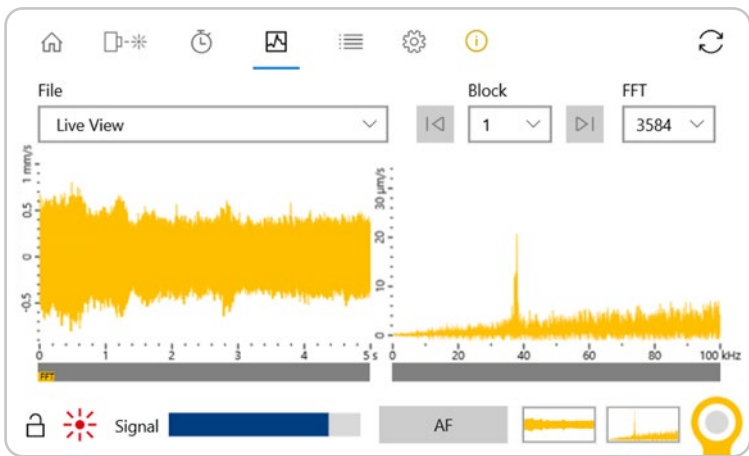 File
Block
FFT
Live View
1
3584
1 mm/s
0.5
0
-0.5
0 1 2 3 4 5 s
30 µm/s
20
10
0
0 20 40 60 80 100 kHz
FFT
Signal
AF